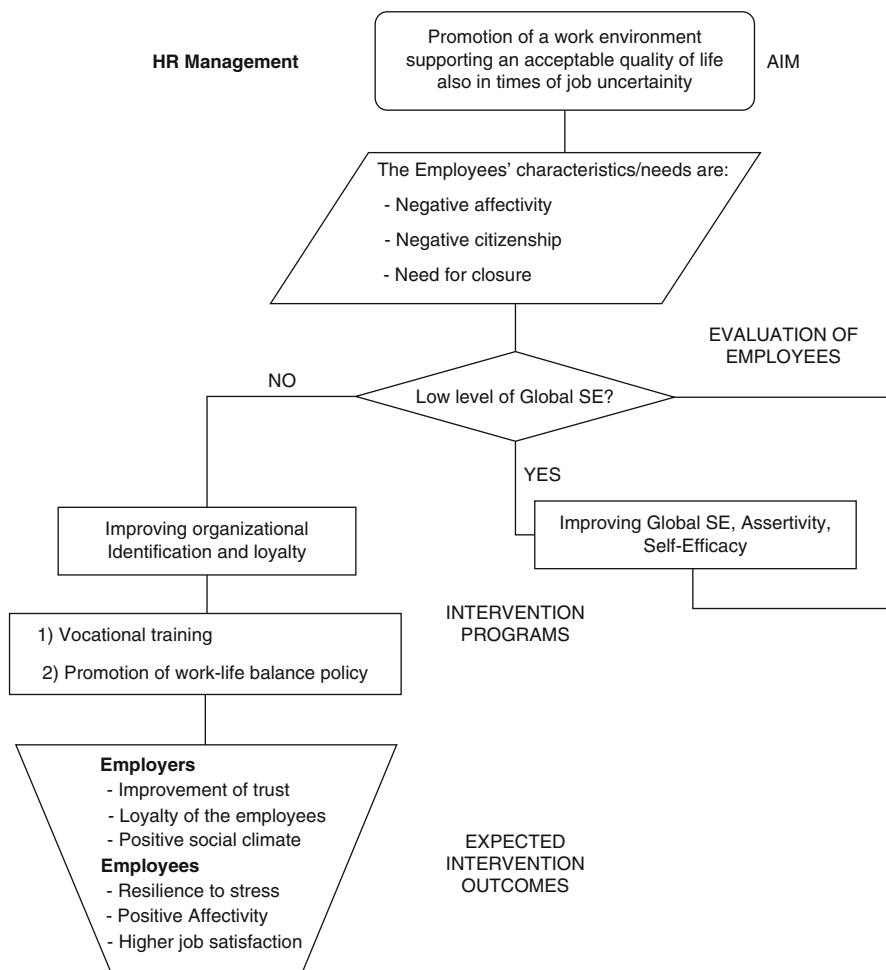 HR Management
Promotion of a work environment
supporting an acceptable quality of life
also in times of job uncertainity
AIM
The Employees' characteristics/needs are:
- Negative affectivity
- Negative citizenship
- Need for closure
EVALUATION OF
EMPLOYEES
NO
Low level of Global SE?
YES
Improving organizational
Identification and loyalty
Improving Global SE, Assertivity,
Self-Efficacy
INTERVENTION
PROGRAMS
1) Vocational training
2) Promotion of work-life balance policy
Employers
- Improvement of trust
- Loyalty of the employees
- Positive social climate
Employees
- Resilience to stress
- Positive Affectivity
- Higher job satisfaction
EXPECTED
INTERVENTION
OUTCOMES